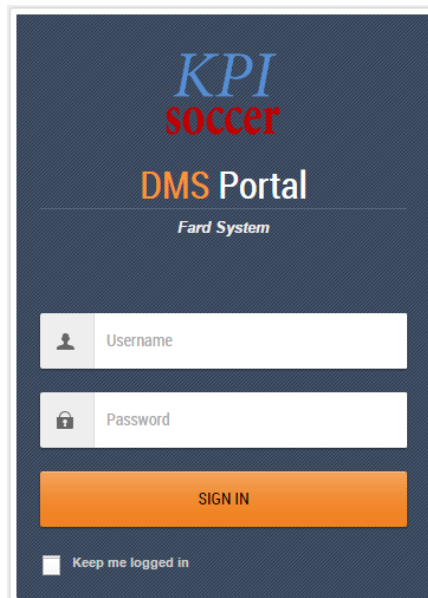 KPI
soccer
DMS Portal
Fard System
Username
Password
SIGN IN
Keep me logged in